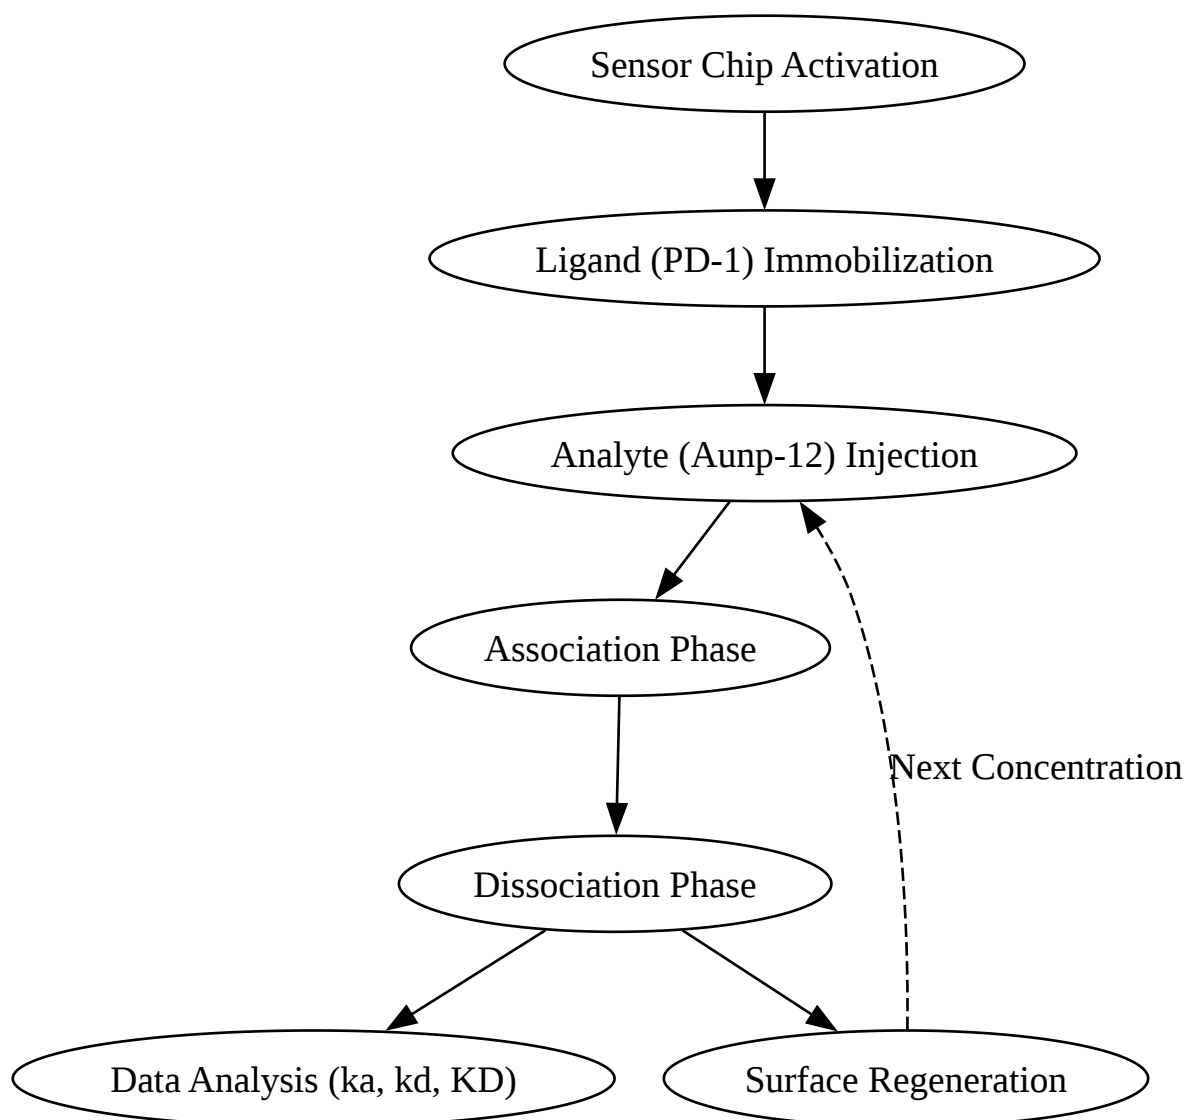 Sensor Chip Activation
Ligand (PD-1) Immobilization
Analyte (Aunp-12) Injection
Association Phase
Next Concentration
Dissociation Phase
Data Analysis (ka, kd, KD)
Surface Regeneration